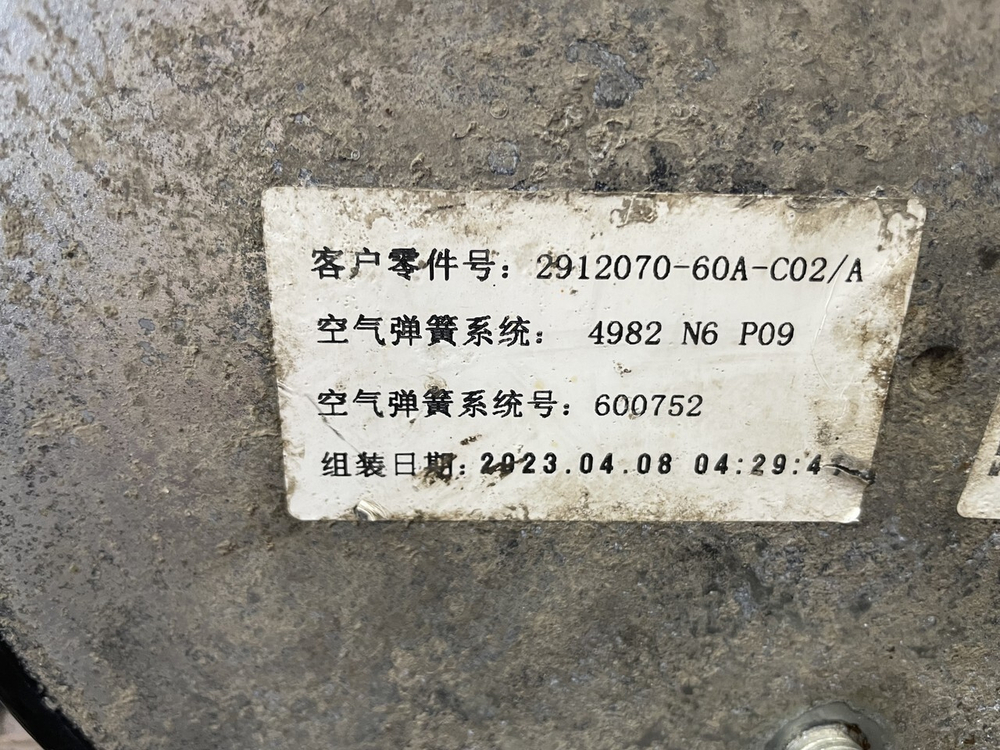 客户零件号：2912070-60A-C02/A
空气弹簧系统： 4982 N6 P09
空气弹簧系统号：600752
组装日期：2023.04.08 04:29:4